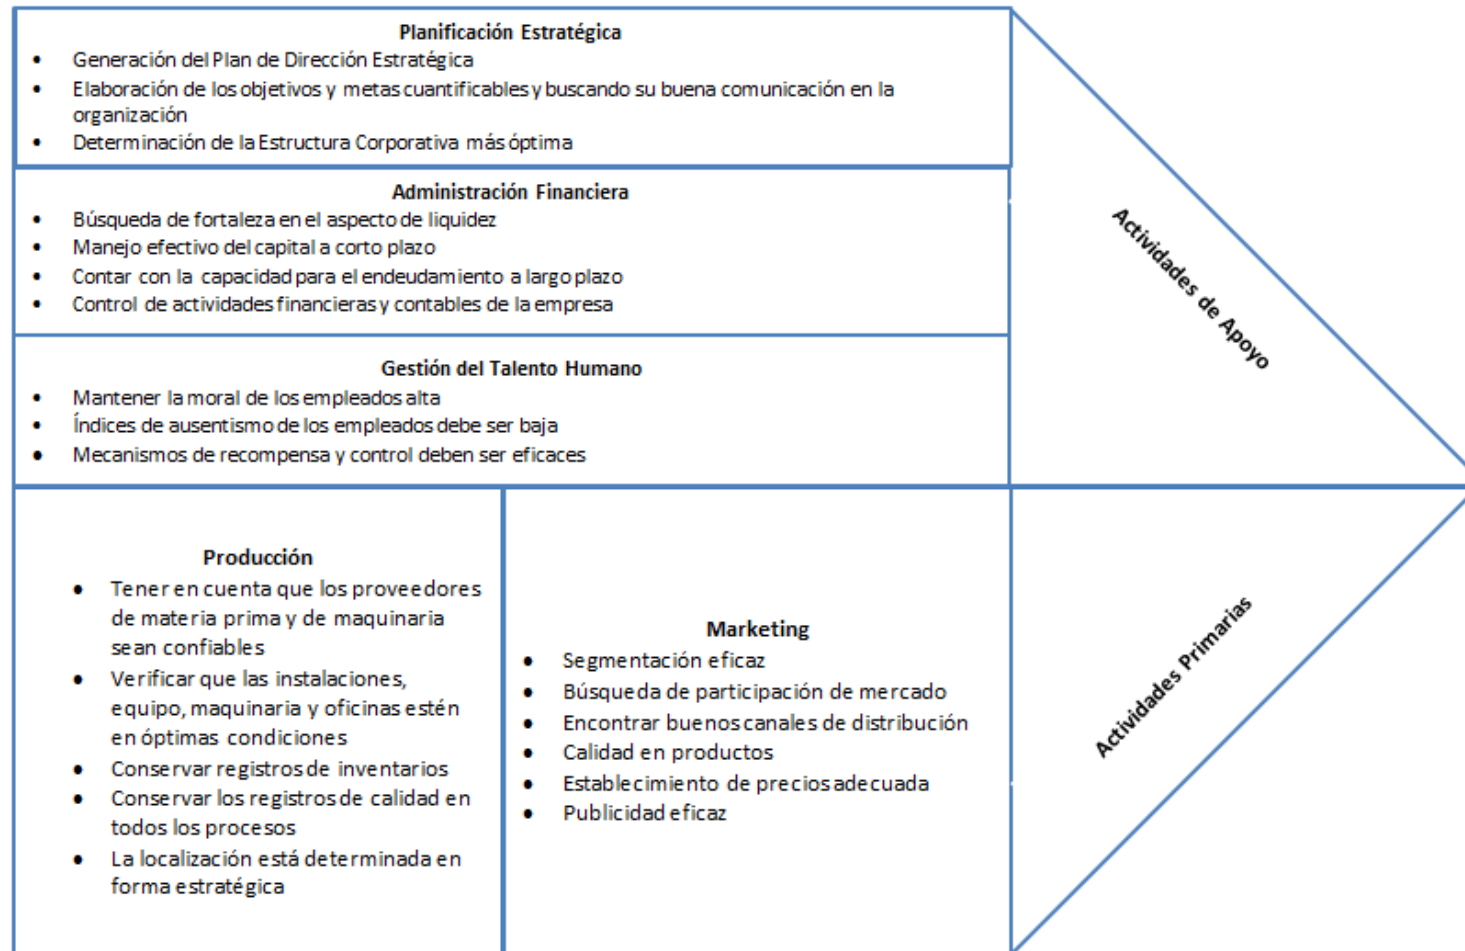 Planificación Estratégica
• Generación del Plan de Dirección Estratégica
• Elaboración de los objetivos y metas cuantificables y buscando su buena comunicación en la
organización
• Determinación de la Estructura Corporativa más óptima
Administración Financiera
• Búsqueda de fortaleza en el aspecto de liquidez
• Manejo efectivo del capital a corto plazo
• Contar con la capacidad para el endeudamiento a largo plazo
• Control de actividades financieras y contables de la empresa
Gestión del Talento Humano
• Mantener la moral de los empleados alta
• Índices de ausentismo de los empleados debe ser baja
• Mecanismos de recompensa y control deben ser eficaces
Actividades de Apoyo
Producción
• Tener en cuenta que los proveedores
de materia prima y de maquinaria
sean confiables
• Verificar que las instalaciones,
equipo, maquinaria y oficinas estén
en óptimas condiciones
• Conservar registros de inventarios
• Conservar los registros de calidad en
todos los procesos
• La localización está determinada en
forma estratégica
Marketing
• Segmentación eficaz
• Búsqueda de participación de mercado
• Encontrar buenos canales de distribución
• Calidad en productos
• Establecimiento de precios adecuada
• Publicidad eficaz
Actividades Primarias